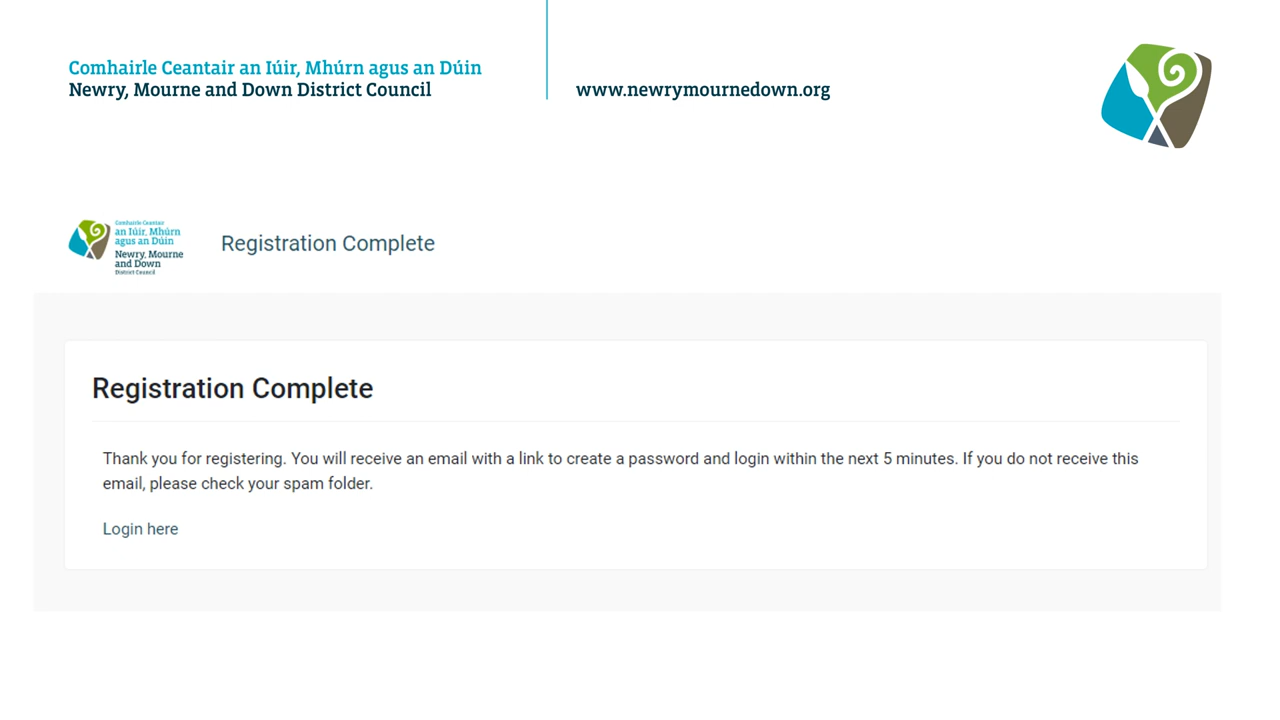 Comhairle Ceantair an Iúir, Mhúrn agus an Dúin
Newry, Mourne and Down District Council
www.newrymournedown.org
Comhairle Ceantair
an Iúir, Mhúrn
agus an Dúin
Newry, Mourne
and Down
District Council
Registration Complete
Registration Complete
Thank you for registering. You will receive an email with a link to create a password and login within the next 5 minutes. If you do not receive this
email, please check your spam folder.
Login here